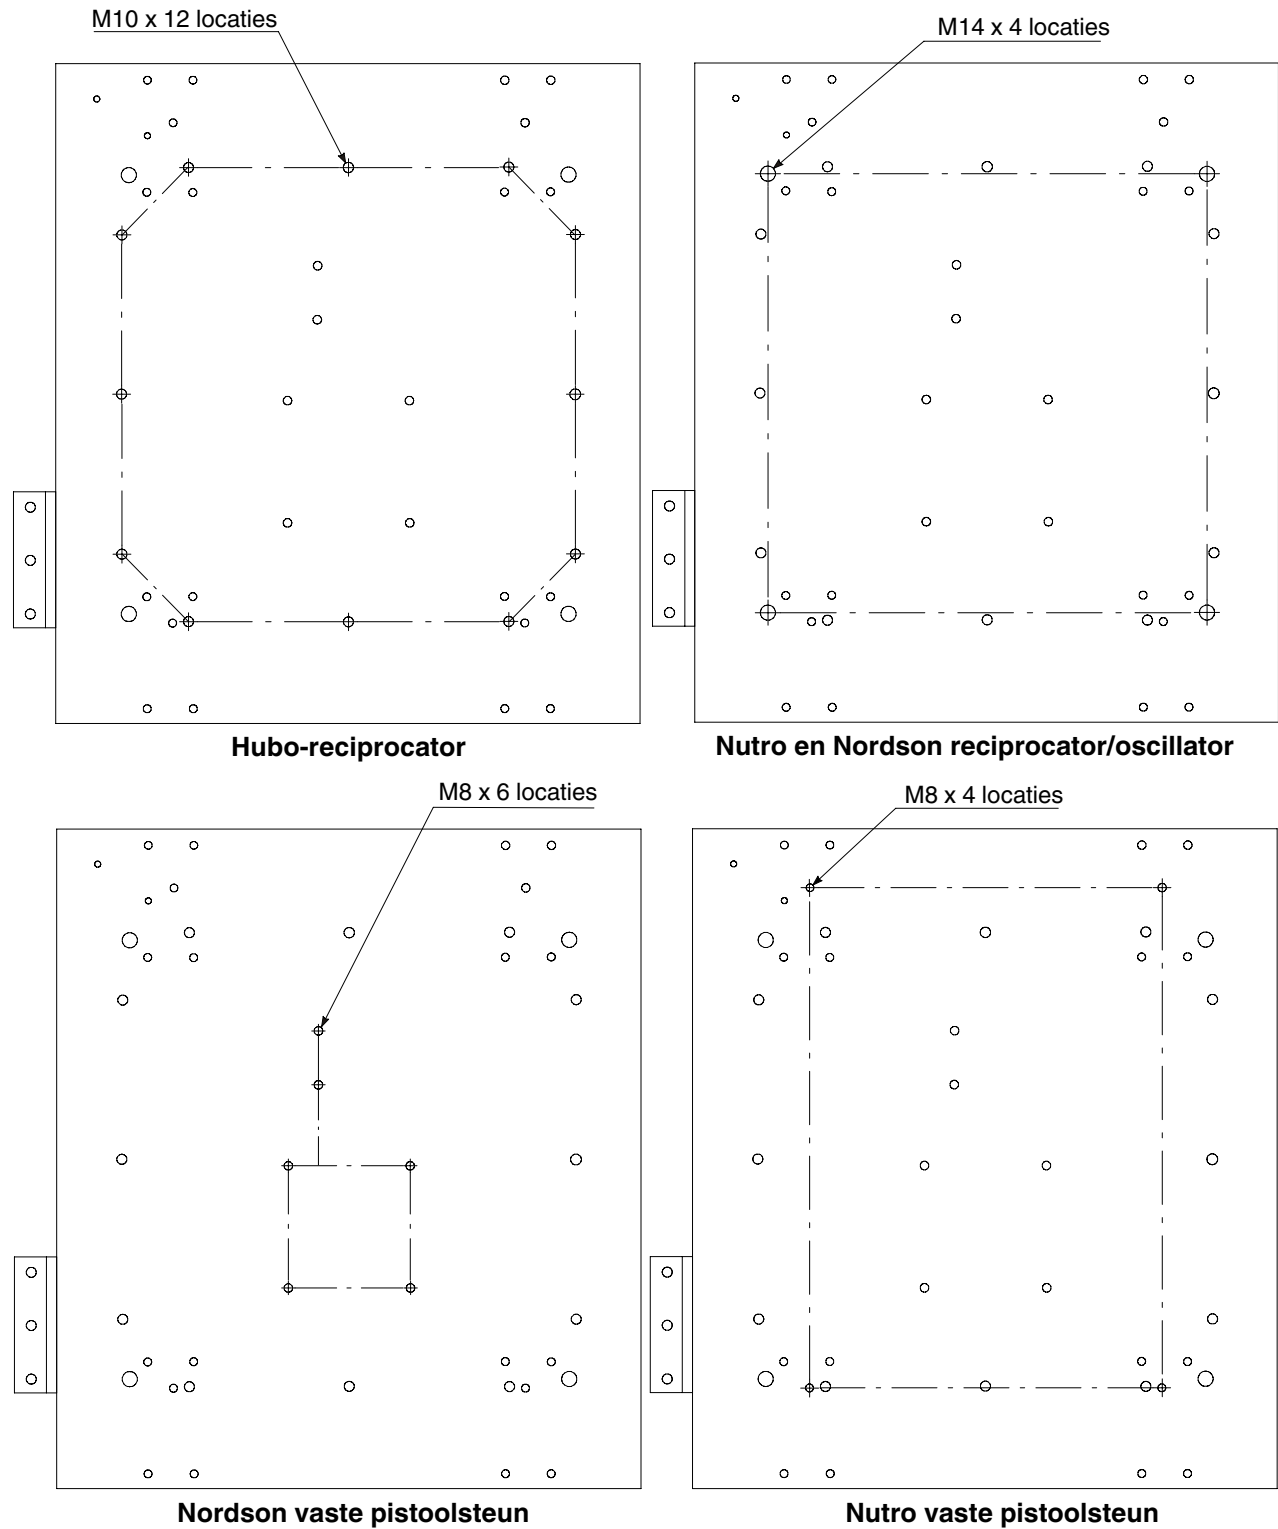 M10 x 12 locaties
M14 x 4 locaties
Hubo-reciprocator
Nutro en Nordson reciprocator/oscillator
M8 x 6 locaties
M8 x 4 locaties
Nordson vaste pistoolsteun
Nutro vaste pistoolsteun